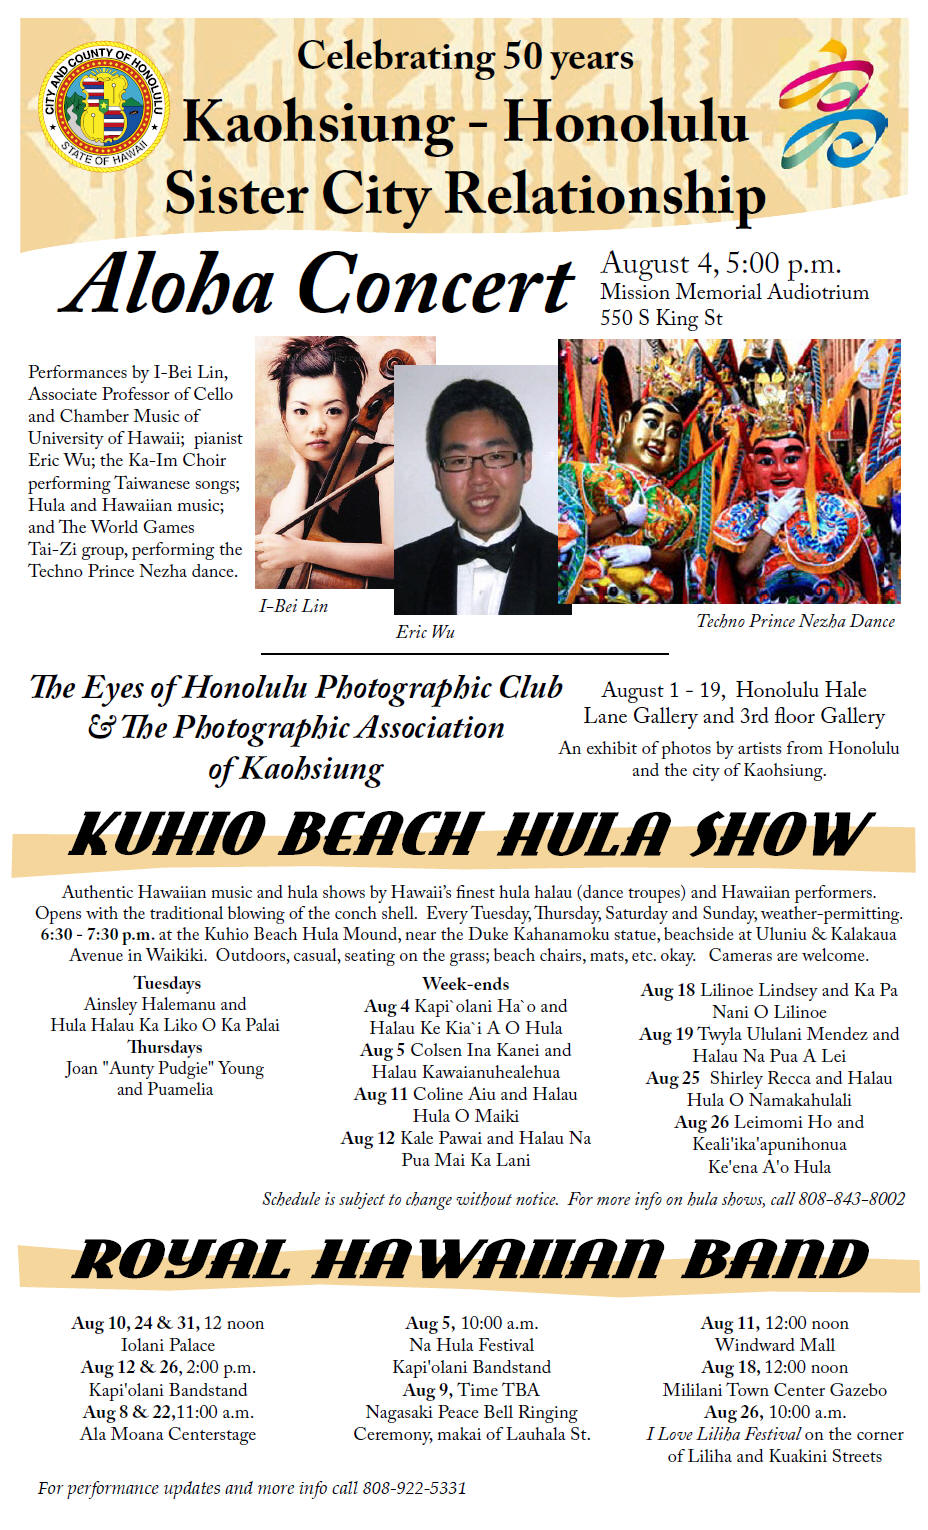 Celebrating 50 years
Kaohsiung - Honolulu
Sister City Relationship
CITY AND COUNTY OF HONOLULU
STATE OF HAWAII
Aloha Concert
August 4, 5:00 p.m.
Mission Memorial Audiotrium
550 S King St
Performances by I-Bei Lin,
Associate Professor of Cello
and Chamber Music of
University of Hawaii;  pianist
Eric Wu; the Ka-Im Choir
performing Taiwanese songs;
Hula and Hawaiian music;
and The World Games
Tai-Zi group, performing the
Techno Prince Nezha dance.
I-Bei Lin
Eric Wu
Techno Prince Nezha Dance
The Eyes of Honolulu Photographic Club
& The Photographic Association
of Kaohsiung
August 1 - 19,  Honolulu Hale
Lane Gallery and 3rd floor Gallery
An exhibit of photos by artists from Honolulu
and the city of Kaohsiung.
KUHIO BEACH HULA SHOW
Authentic Hawaiian music and hula shows by Hawaii's finest hula halau (dance troupes) and Hawaiian performers.
Opens with the traditional blowing of the conch shell.  Every Tuesday, Thursday, Saturday and Sunday, weather-permitting.
6:30 - 7:30 p.m. at the Kuhio Beach Hula Mound, near the Duke Kahanamoku statue, beachside at Uluniu & Kalakaua
Avenue in Waikiki.  Outdoors, casual, seating on the grass; beach chairs, mats, etc. okay.   Cameras are welcome.
Tuesdays
Ainsley Halemanu and
Hula Halau Ka Liko O Ka Palai
Thursdays
Joan "Aunty Pudgie" Young
and Puamelia
Week-ends
Aug 4 Kapi`olani Ha`o and
Halau Ke Kia`i A O Hula
Aug 5 Colsen Ina Kanei and
Halau Kawaianuhealehua
Aug 11 Coline Aiu and Halau
Hula O Maiki
Aug 12 Kale Pawai and Halau Na
Pua Mai Ka Lani
Aug 18 Lilinoe Lindsey and Ka Pa
Nani O Lilinoe
Aug 19 Twyla Ululani Mendez and
Halau Na Pua A Lei
Aug 25  Shirley Recca and Halau
Hula O Namakahulali
Aug 26 Leimomi Ho and
Keali'ika'apunihonua
Ke'ena A'o Hula
Schedule is subject to change without notice.  For more info on hula shows, call 808-843-8002
ROYAL HAWAIIAN BAND
Aug 10, 24 & 31, 12 noon
Iolani Palace
Aug 12 & 26, 2:00 p.m.
Kapi'olani Bandstand
Aug 8 & 22,11:00 a.m.
Ala Moana Centerstage
Aug 5, 10:00 a.m.
Na Hula Festival
Kapi'olani Bandstand
Aug 9, Time TBA
Nagasaki Peace Bell Ringing
Ceremony, makai of Lauhala St.
Aug 11, 12:00 noon
Windward Mall
Aug 18, 12:00 noon
Mililani Town Center Gazebo
Aug 26, 10:00 a.m.
I Love Liliha Festival on the corner
of Liliha and Kuakini Streets
For performance updates and more info call 808-922-5331